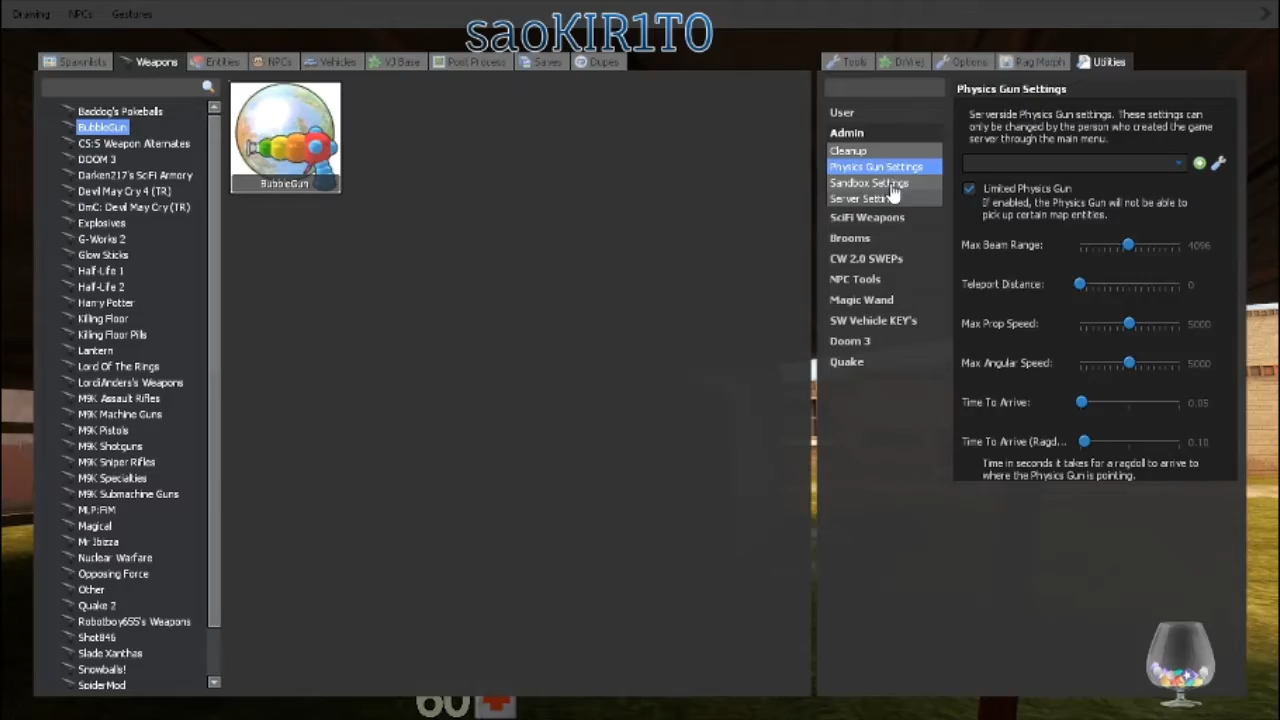 Drawing NPCs Gestores
saoKIR1TO
Spawnlists Weapons Entities NPCs Vehicles VJ Base Post Process Saves Dupes
Tools DrVrej Options Rag Morph Utilities
Baddog's Pokeballs
BubbleGun
CS:S Weapon Alternates
DOOM 3
Darken217's SciFi Armory
Devil May Cry 4 (TR)
DmC: Devil May Cry (TR)
Explosives
G-Works 2
Glow Sticks
Half-Life 1
Half-Life 2
Harry Potter
Killing Floor
Killing Floor Pils
Lantern
Lord Of The Rings
LordiAnders's Weapons
M9K Assault Rifles
M9K Machine Guns
M9K Pistols
M9K Shotguns
M9K Sniper Rifles
M9K Specialties
M9K Submachine Guns
MLP:FiM
Magical
Mr Ibizza
Nuclear Warfare
Opposing Force
Other
Quake 2
Robotboy655's Weapons
Shot846
Slade Xanthas
Snowballs!
SpiderMod
BubbleGun
User
Admin
Cleanup
Physics Gun Settings
Sandbox Settings
Server
SciFi Weapons
Brooms
CW 2.0 SWEPs
NPC Tools
Magic Wand
SW Vehicle KEY's
Doom 3
Quake
Physics Gun Settings
Serverside Physics Gun settings. These settings can
only be changed by the person who created the game
server through the main menu.
Limited Physics Gun
If enabled, the Physics Gun will not be able to
pick up certain map entities.
Max Beam Range: 4096
Teleport Distance: 0
Max Prop Speed: 5000
Max Angular Speed: 5000
Time To Arrive: 0.05
Time To Arrive (Ragd... 0.10
Time in seconds it takes for a ragdoll to arrive to
where the Physics Gun is pointing.
60